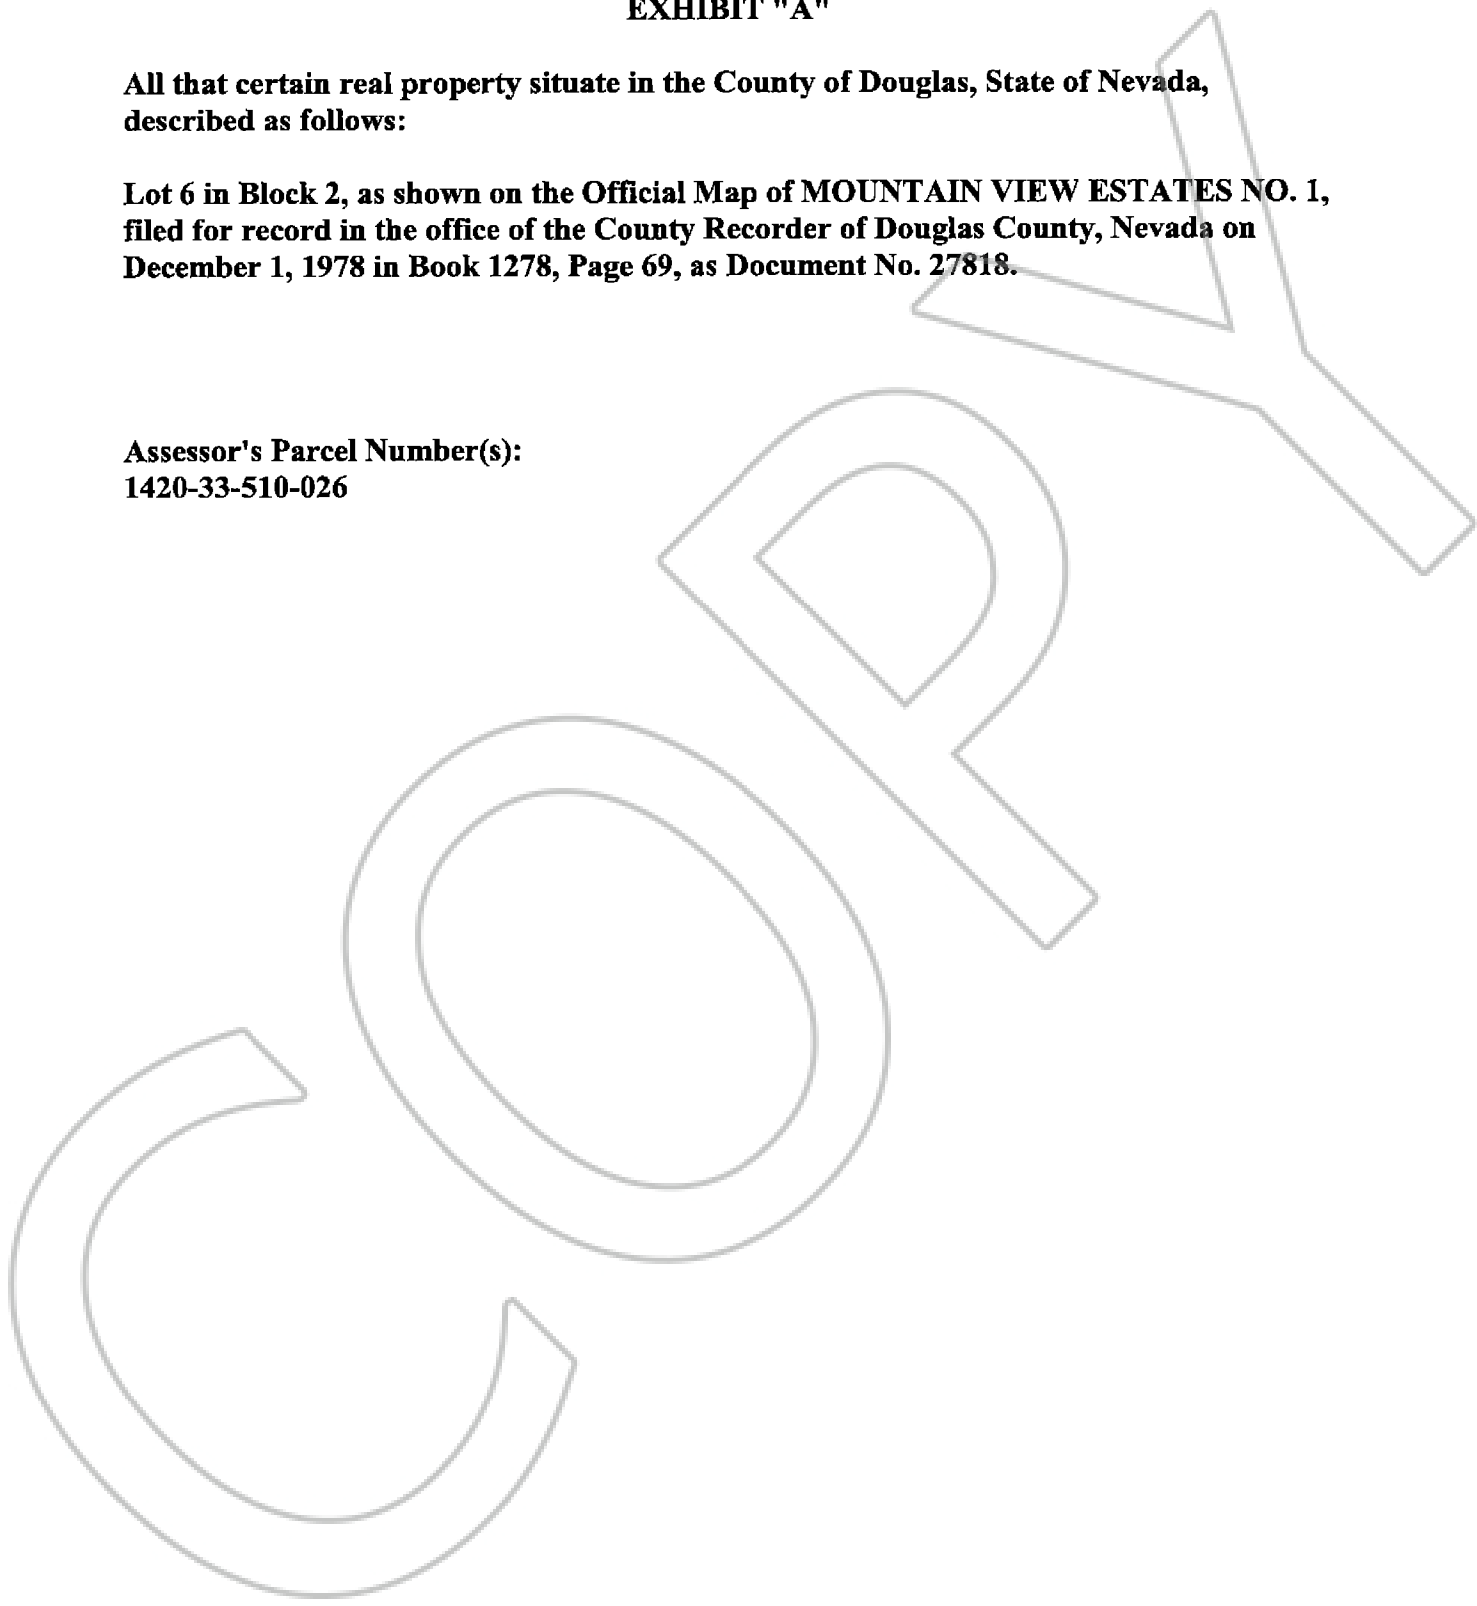 EXHIBIT "A"
All that certain real property situate in the County of Douglas, State of Nevada,
described as follows:
Lot 6 in Block 2, as shown on the Official Map of MOUNTAIN VIEW ESTATES NO. 1,
filed for record in the office of the County Recorder of Douglas County, Nevada on
December 1, 1978 in Book 1278, Page 69, as Document No. 27818.
Assessor's Parcel Number(s):
1420-33-510-026
COPY